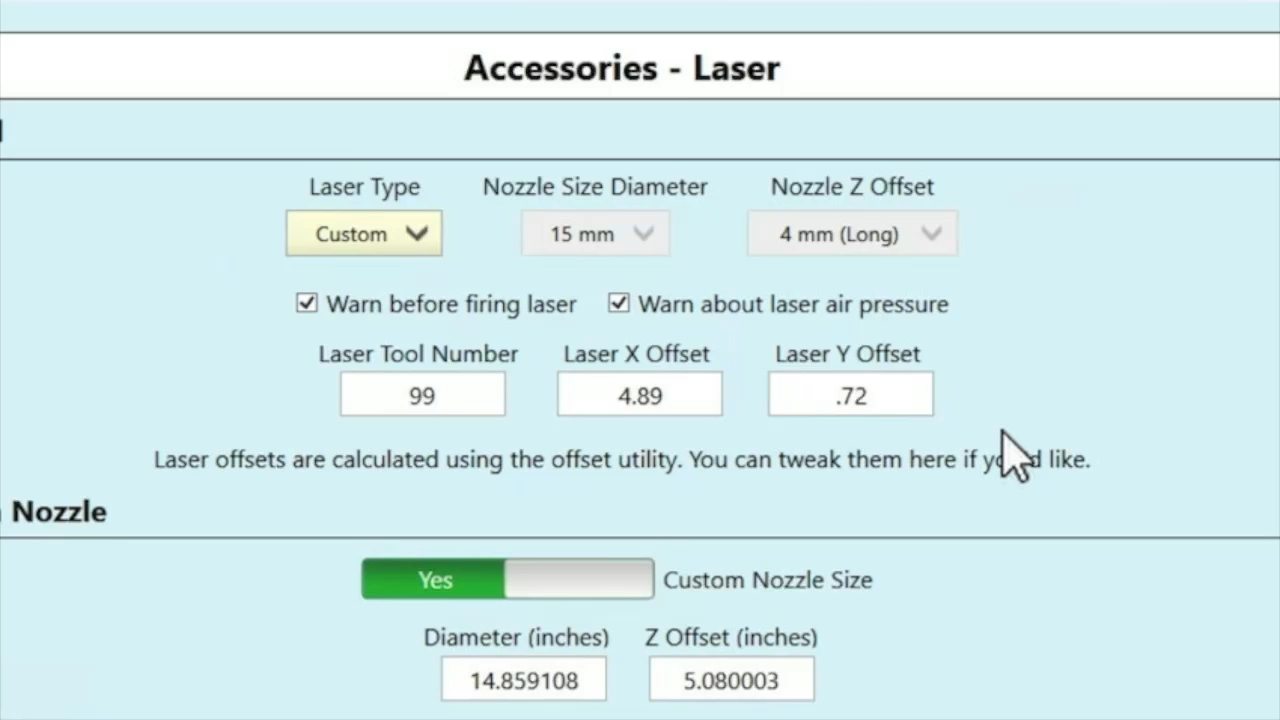 Accessories - Laser
Laser Type Nozzle Size Diameter Nozzle Z Offset
Custom 15 mm 4 mm (Long)
Warn before firing laser Warn about laser air pressure
Laser Tool Number Laser X Offset Laser Y Offset
99 4.89 .72
Laser offsets are calculated using the offset utility. You can tweak them here if like.
Nozzle
Yes Custom Nozzle Size
Diameter (inches) Z Offset (inches)
14.859108 5.080003